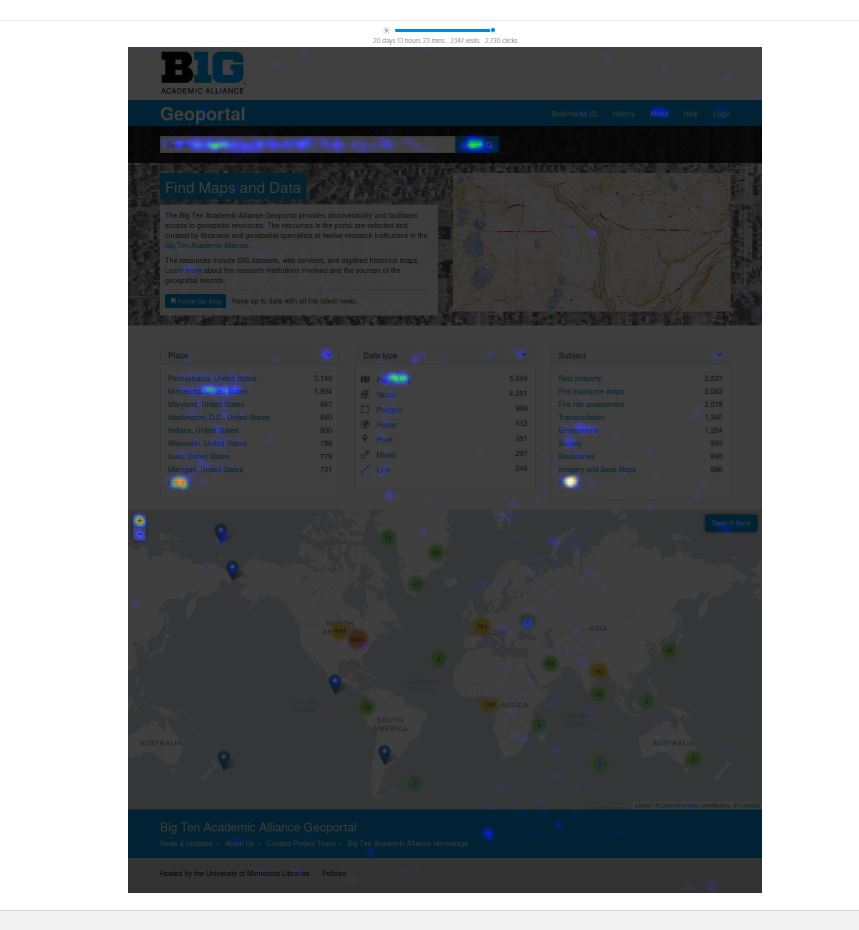 20 days 13 hours 23 mins 2,147 visits 2,730 clicks
B1G
ACADEMIC ALLIANCE
Geoportal
Bookmarks (0) History About Help Login
Find Maps and Data
The Big Ten Academic Alliance Geoportal provides discoverability and facilitates
access to geospatial resources. The resources in the portal are selected and
curated by librarians and geospatial specialists at twelve research institutions in the
Big Ten Academic Alliance.
The resources include GIS datasets, web services, and digitized historical maps.
Learn more about the research institutions involved and the sources of the
geospatial records.
Follow Our Blog Keep up to date with all the latest news.
Place
Pennsylvania, United States 3,149
Minnesota, United States 1,904
Maryland, United States 947
Washington, D.C., United States 840
Indiana, United States 800
Wisconsin, United States 788
Iowa, United States 779
Michigan, United States 731
Data type
5,649
Vector 4,251
Polygon 969
Raster 512
Point 351
Mixed 297
Line 246
Subject
Real property 2,537
Fire insurance maps 2,082
Fire risk assessment 2,079
Transportation 1,340
Environment 1,284
Society 993
Boundaries 695
Imagery and Base Maps 686
+
-
Search here
NORTH
ASIA
AFRICA
SOUTH
AMERICA
AUSTRALIA
AUSTRALIA
Leaflet | © OpenStreetMap contributors, © CartoDB
Big Ten Academic Alliance Geoportal
News & Updates • About Us • Contact Project Team • Big Ten Academic Alliance Homepage
Hosted by the University of Minnesota Libraries Policies